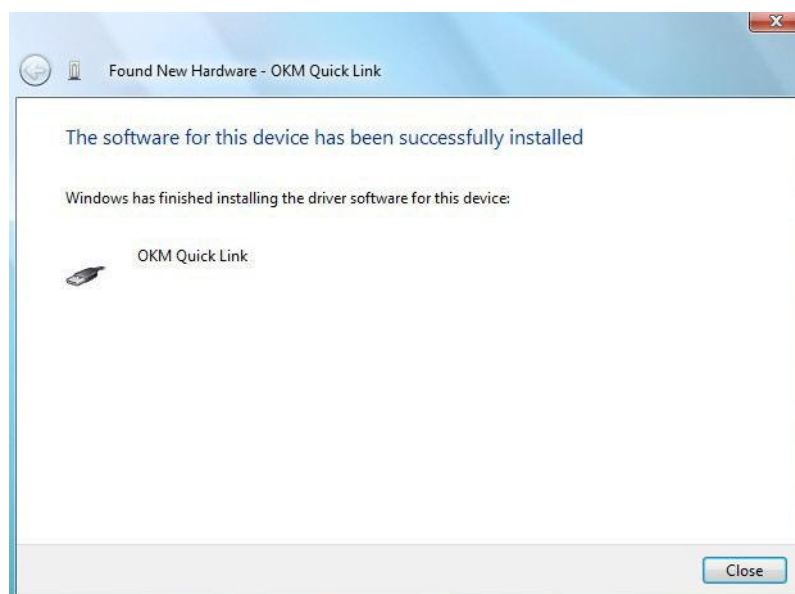 Found New Hardware - OKM Quick Link
The software for this device has been successfully installed
Windows has finished installing the driver software for this device:
OKM Quick Link
Close